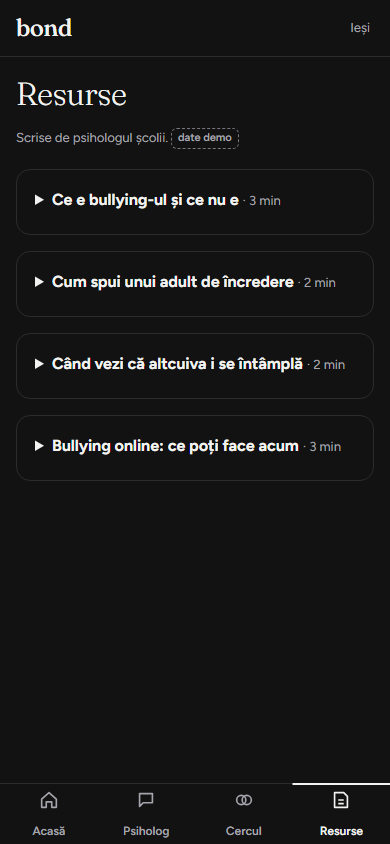 bond
Ieși
Resurse
Scrise de psihologul școlii. date demo
Ce e bullying-ul și ce nu e · 3 min
Cum spui unui adult de încredere · 2 min
Când vezi că altcuiva i se întâmplă · 2 min
Bullying online: ce poți face acum · 3 min
Acasă
Psiholog
Cercul
Resurse